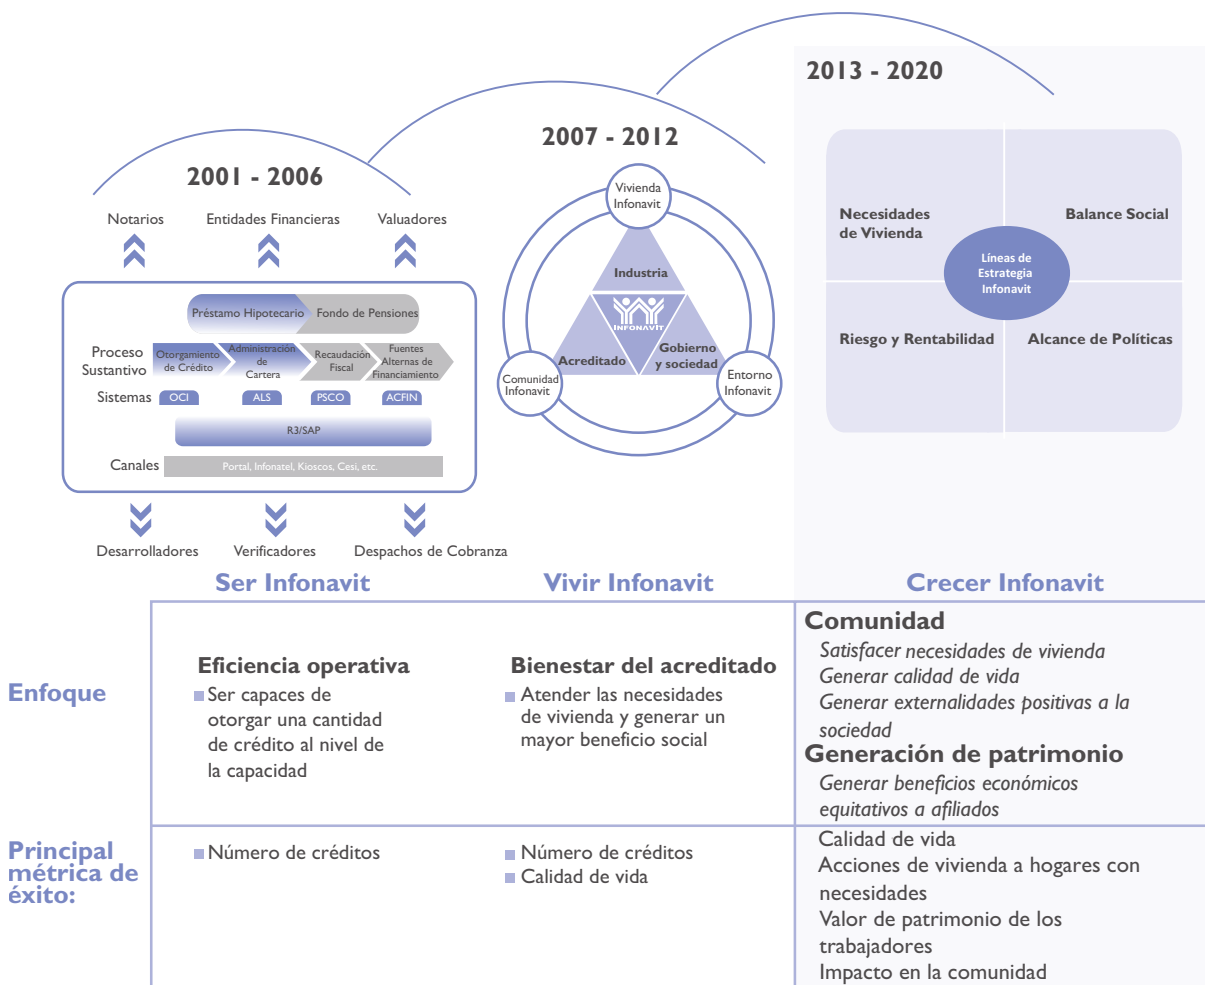 2001 - 2006
Notarios
Entidades Financieras
Valuadores
Préstamo Hipotecario
Fondo de Pensiones
Proceso
Sustantivo
Otorgamiento
de Crédito
Administración
de
Cartera
Recaudación
Fiscal
Fuentes
Alternas de
Financiamiento
Sistemas
OCI
ALS
PSCO
ACFIN
R3/SAP
Canales
Portal, Infonatel, Kioscos, Cesi, etc.
Desarrolladores
Verificadores
Despachos de Cobranza
2007 - 2012
Vivienda
Infonavit
Industria
INFONAVIT
Acreditado
Gobierno
y sociedad
Comunidad
Infonavit
Entorno
Infonavit
2013 - 2020
Necesidades
de Vivienda
Balance Social
Líneas de
Estrategia
Infonavit
Riesgo y Rentabilidad
Alcance de Políticas
Ser Infonavit
Vivir Infonavit
Crecer Infonavit
Enfoque
Eficiencia operativa
Ser capaces de
otorgar una cantidad
de crédito al nivel de
la capacidad
Bienestar del acreditado
Atender las necesidades
de vivienda y generar un
mayor beneficio social
Comunidad
Satisfacer necesidades de vivienda
Generar calidad de vida
Generar externalidades positivas a la
sociedad
Generación de patrimonio
Generar beneficios económicos
equitativos a afiliados
Principal
métrica de
éxito:
Número de créditos
Número de créditos
Calidad de vida
Calidad de vida
Acciones de vivienda a hogares con
necesidades
Valor de patrimonio de los
trabajadores
Impacto en la comunidad